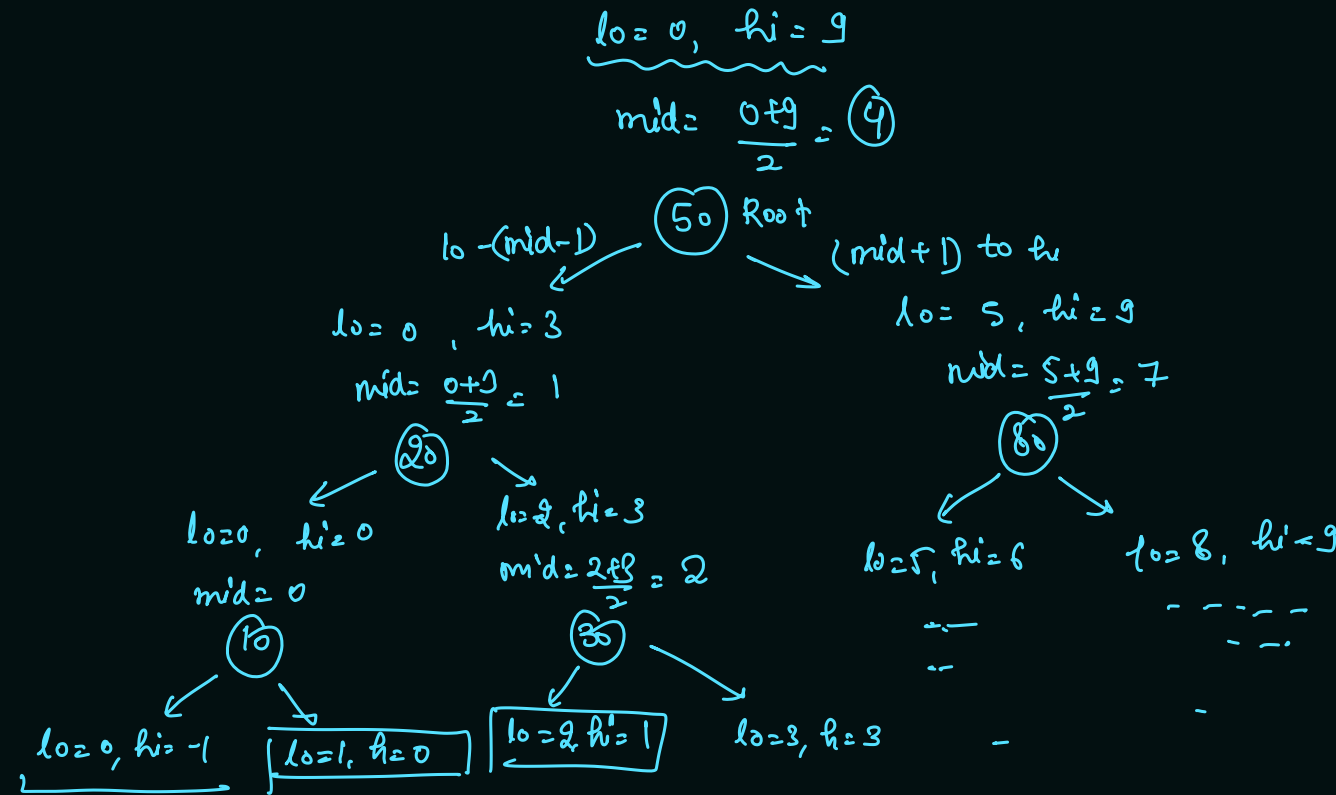 lo = 0, hi = 9
mid = 0+9/2 = 4
50 Root
lo - (mid-1)
(mid+1) to hi
lo = 0, hi = 3
lo = 5, hi = 9
mid = 0+3/2 = 1
mid = 5+9/2 = 7
20
80
lo=0, hi=0
lo=2, hi=3
lo=5, hi=6
lo=8, hi=9
mid = 0
mid = 2+3/2 = 2
10
30
lo=0, hi=-1
lo=1, h=0
lo=2, hi=1
lo=3, h=3